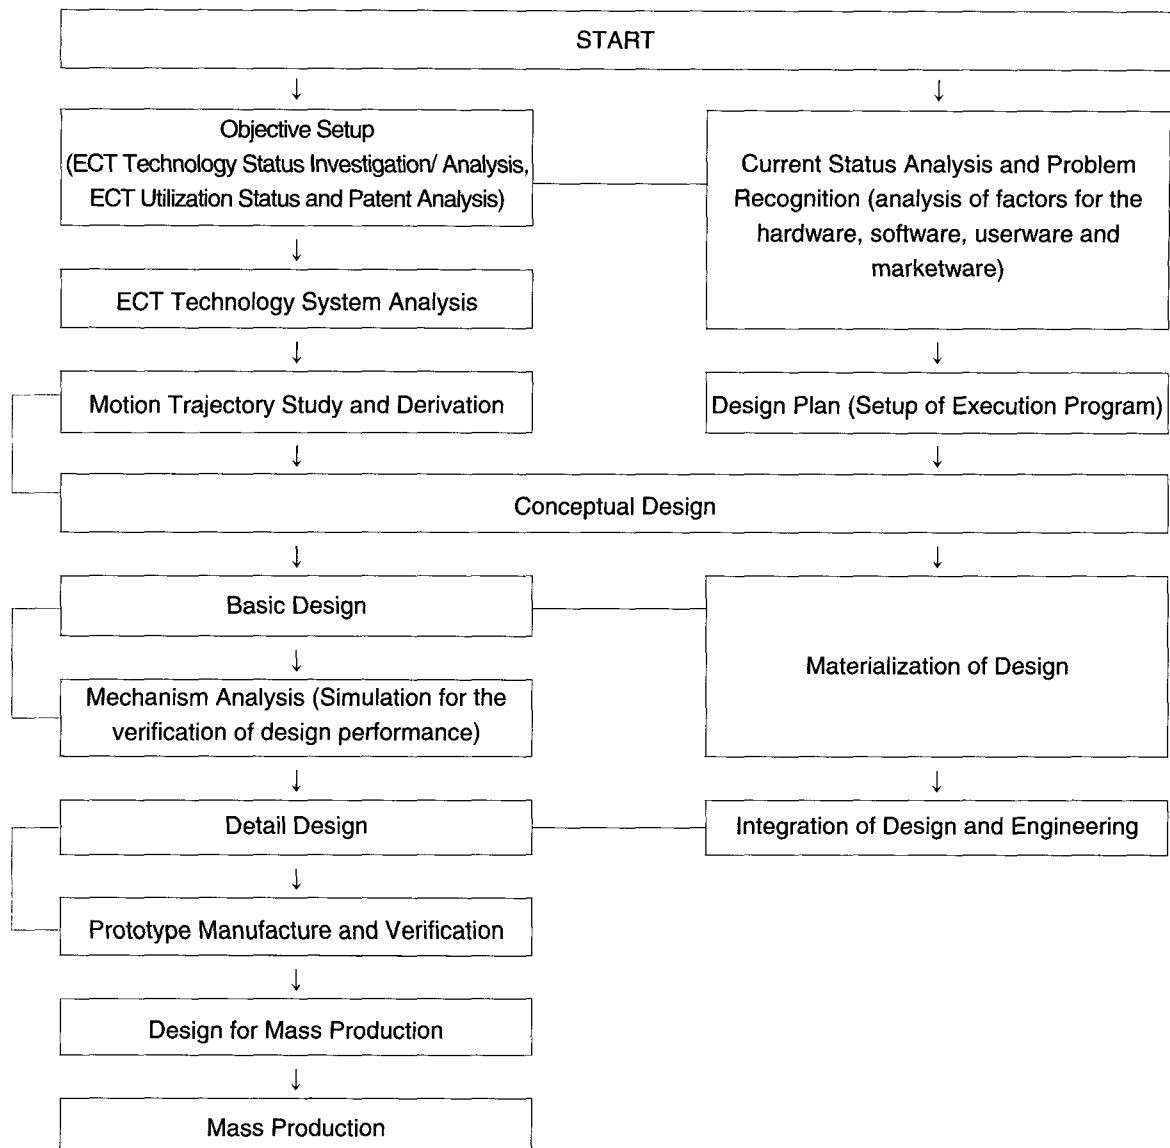 START
Objective Setup
(ECT Technology Status Investigation/ Analysis,
ECT Utilization Status and Patent Analysis)
Current Status Analysis and Problem
Recognition (analysis of factors for the
hardware, software, userware and
marketware)
ECT Technology System Analysis
Motion Trajectory Study and Derivation
Design Plan (Setup of Execution Program)
Conceptual Design
Basic Design
Materialization of Design
Mechanism Analysis (Simulation for the
verification of design performance)
Detail Design
Integration of Design and Engineering
Prototype Manufacture and Verification
Design for Mass Production
Mass Production